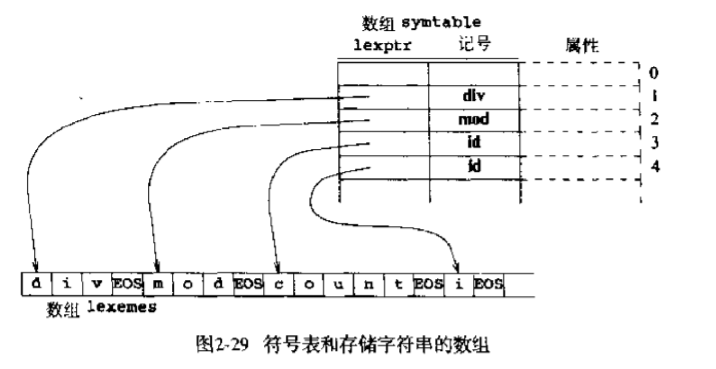 数组 symtable
lexptr 记号 属性
0
div 1
mod 2
id 3
id 4
d i v EOS m o d EOS c o u n t EOS i EOS
数组 lexemes
图2-29 符号表和存储字符串的数组